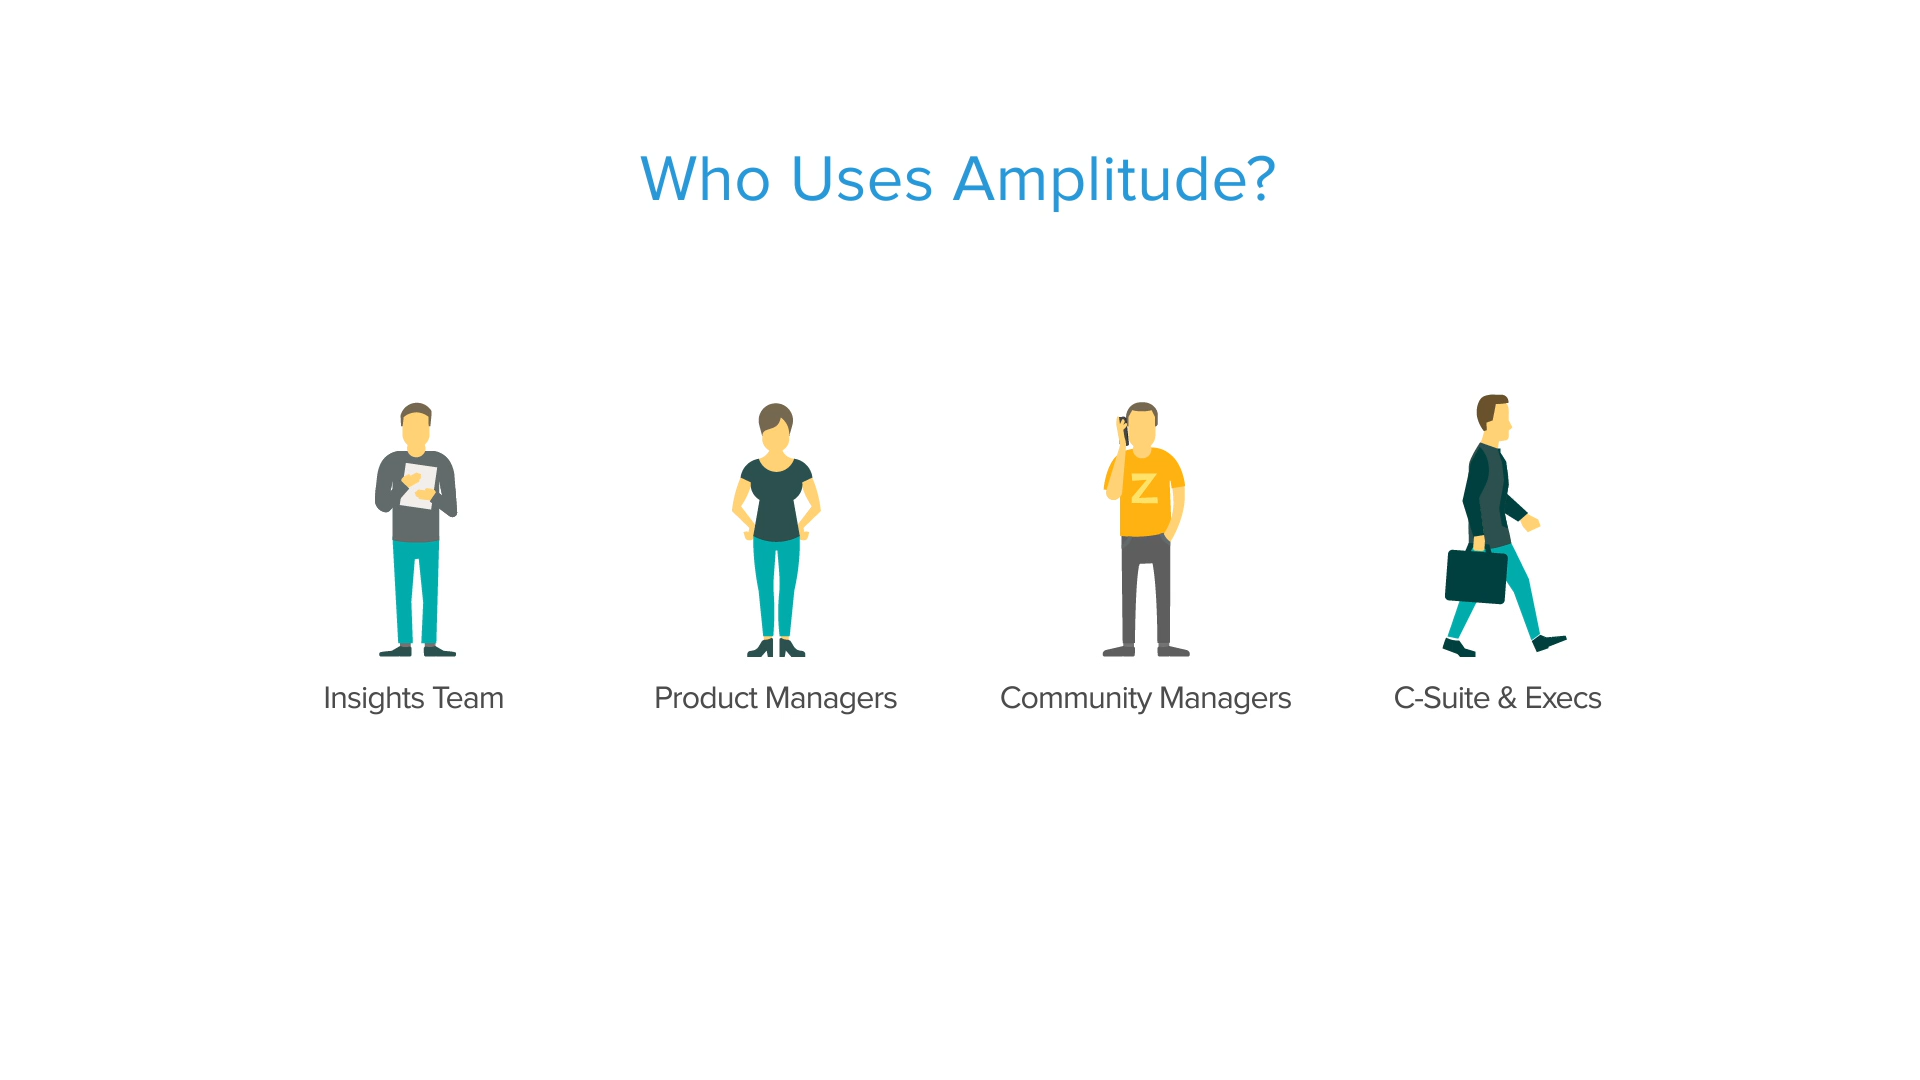 Who Uses Amplitude?
Z
Insights Team
Product Managers
Community Managers
C-Suite & Execs